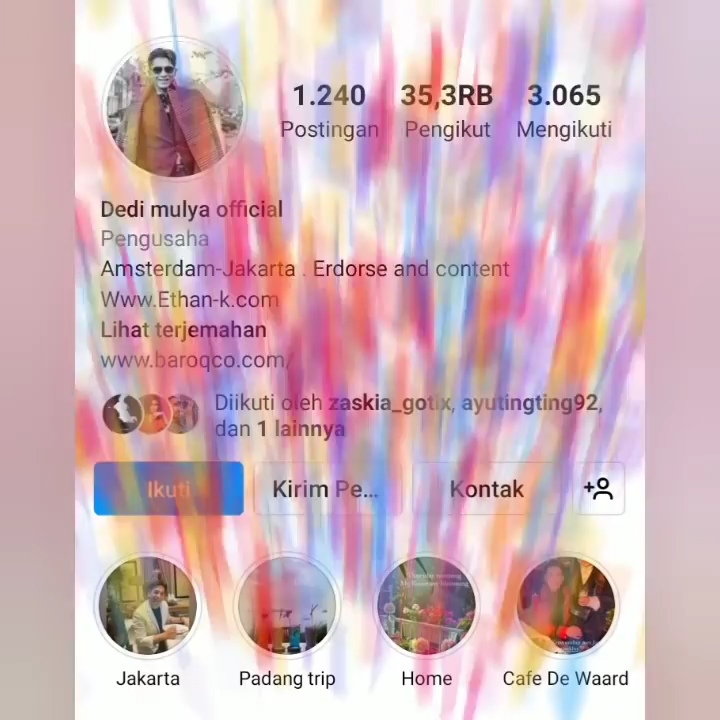 1.240 35,3RB 3.065
Postingan Pengikut Mengikuti
Dedi mulya official
Pengusaha
Amsterdam-Jakarta . Erdorse and content
Www.Ethan-k.com
Lihat terjemahan
www.baroqco.com/
Diikuti oleh zaskia_gotix, ayutingting92,
dan 1 lainnya
Ikuti Kirim Pe... Kontak
Jakarta Padang trip Home Cafe De Waard